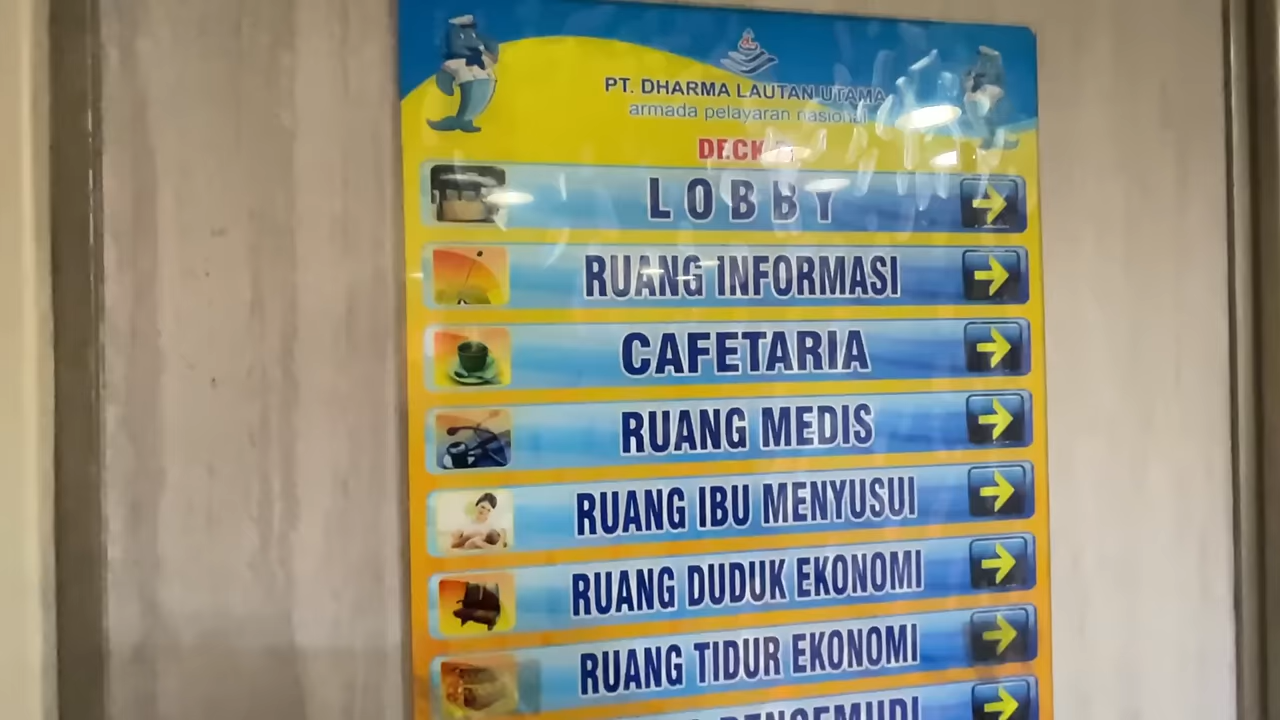 PT. DHARMA LAUTAN UTAMA
armada pelayaran nasional
DECK
LOBBY
RUANG INFORMASI
CAFETARIA
RUANG MEDIS
RUANG IBU MENYUSUI
RUANG DUDUK EKONOMI
RUANG TIDUR EKONOMI
PENGEMUDI